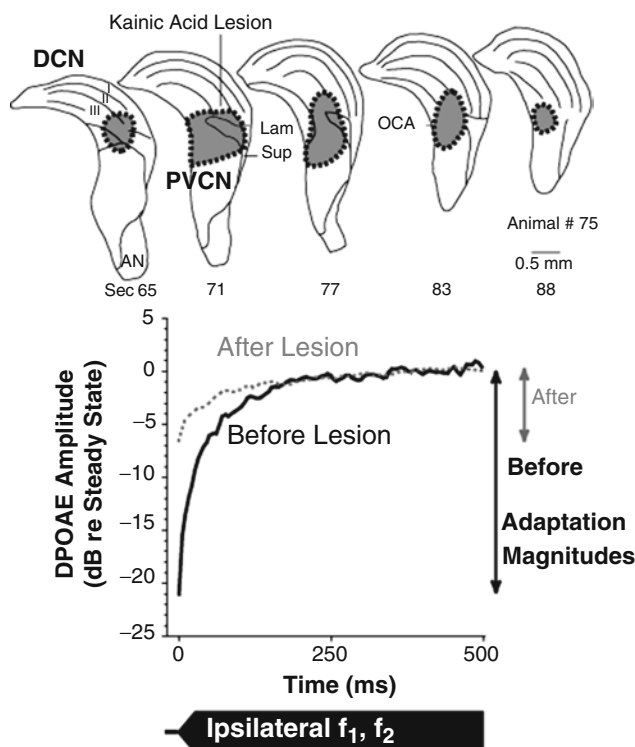 Kainic Acid Lesion
DCN
I
II
III
Lam
Sup
OCA
PVCN
Animal # 75
AN
0.5 mm
Sec 65
71
77
83
88
5
0
−5
−10
−15
−20
−25
DPOAE Amplitude
(dB re Steady State)
After Lesion
Before Lesion
After
Before
Adaptation
Magnitudes
0
250
500
Time (ms)
Ipsilateral f₁, f₂